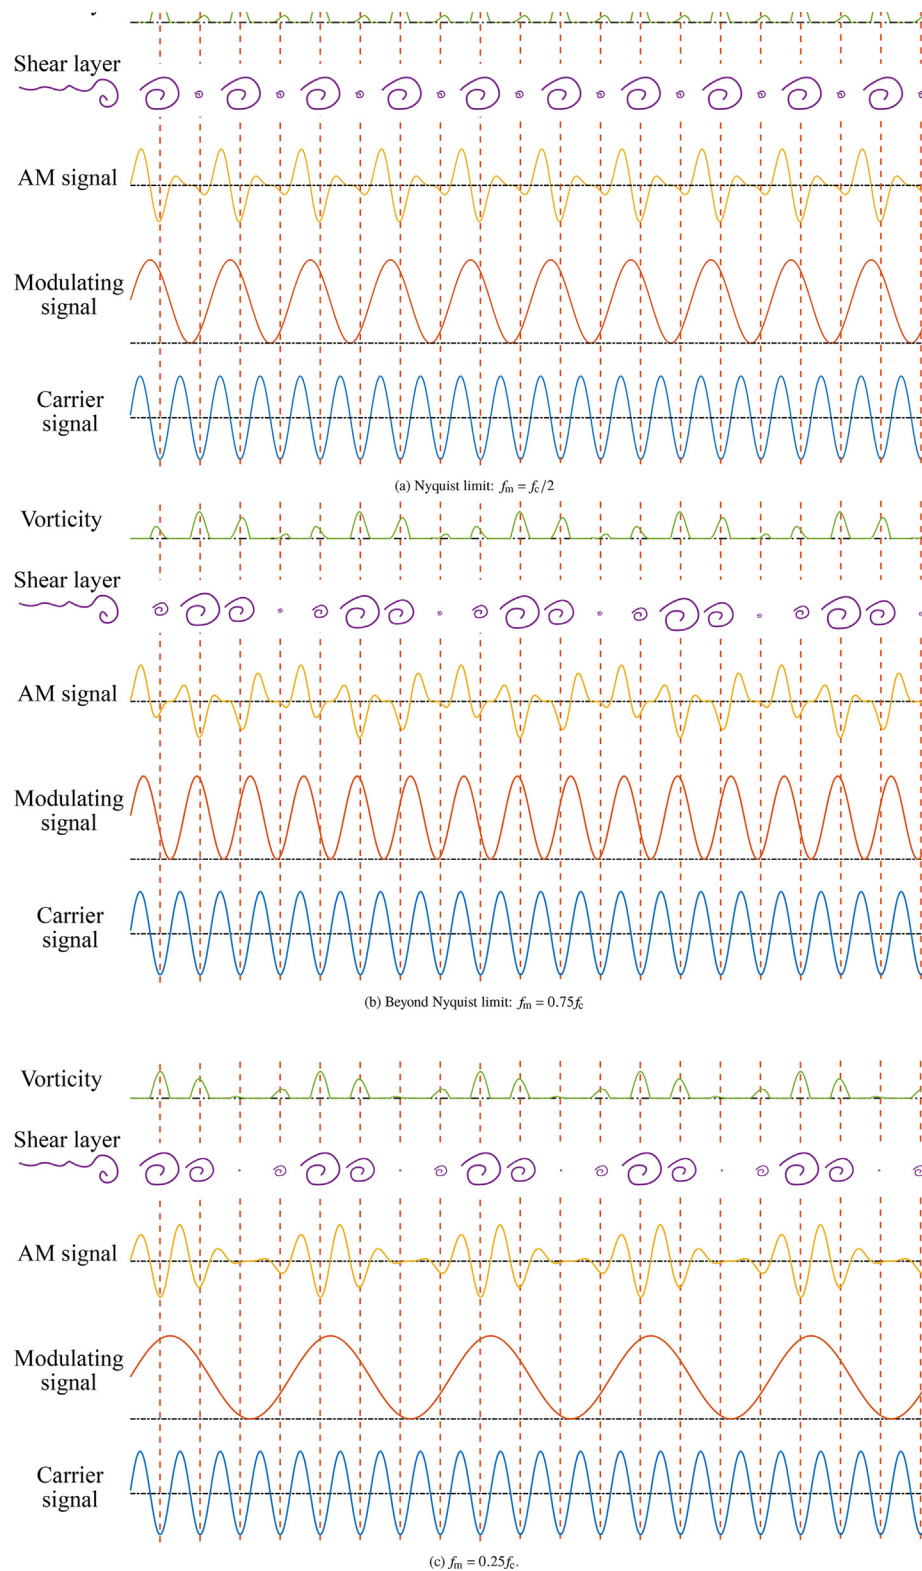 Shear layer
AM signal
Modulating
signal
Carrier
signal
(a) Nyquist limit: fm = fc/2
Vorticity
Shear layer
AM signal
Modulating
signal
Carrier
signal
(b) Beyond Nyquist limit: fm = 0.75fc
Vorticity
Shear layer
AM signal
Modulating
signal
Carrier
signal
(c) fm = 0.25fc.